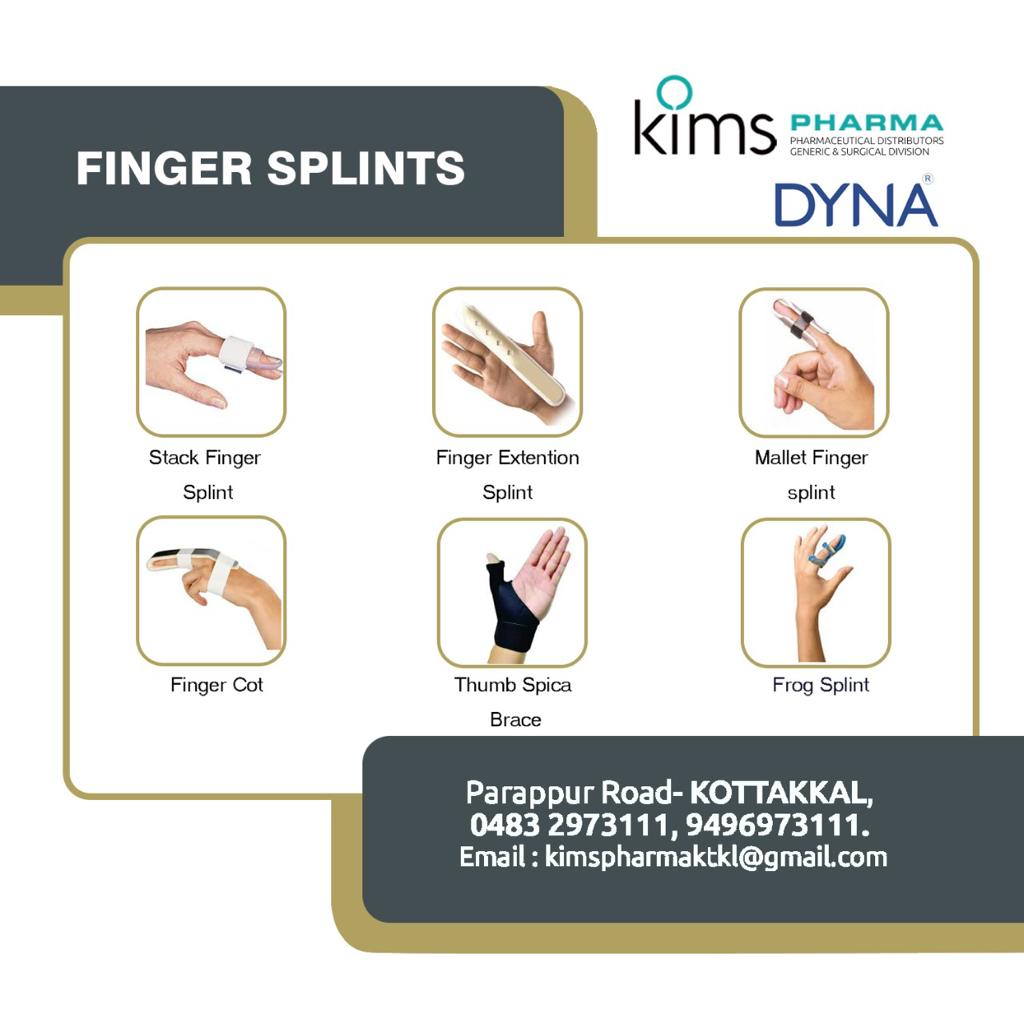 FINGER SPLINTS
kims PHARMA
PHARMACEUTICAL DISTRIBUTORS
GENERIC & SURGICAL DIVISION
DYNA®
Stack Finger
Splint
Finger Extention
Splint
Mallet Finger
splint
Finger Cot
Thumb Spica
Brace
Frog Splint
Parappur Road- KOTTAKKAL,
0483 2973111, 9496973111.
Email : kimspharmaktkl@gmail.com